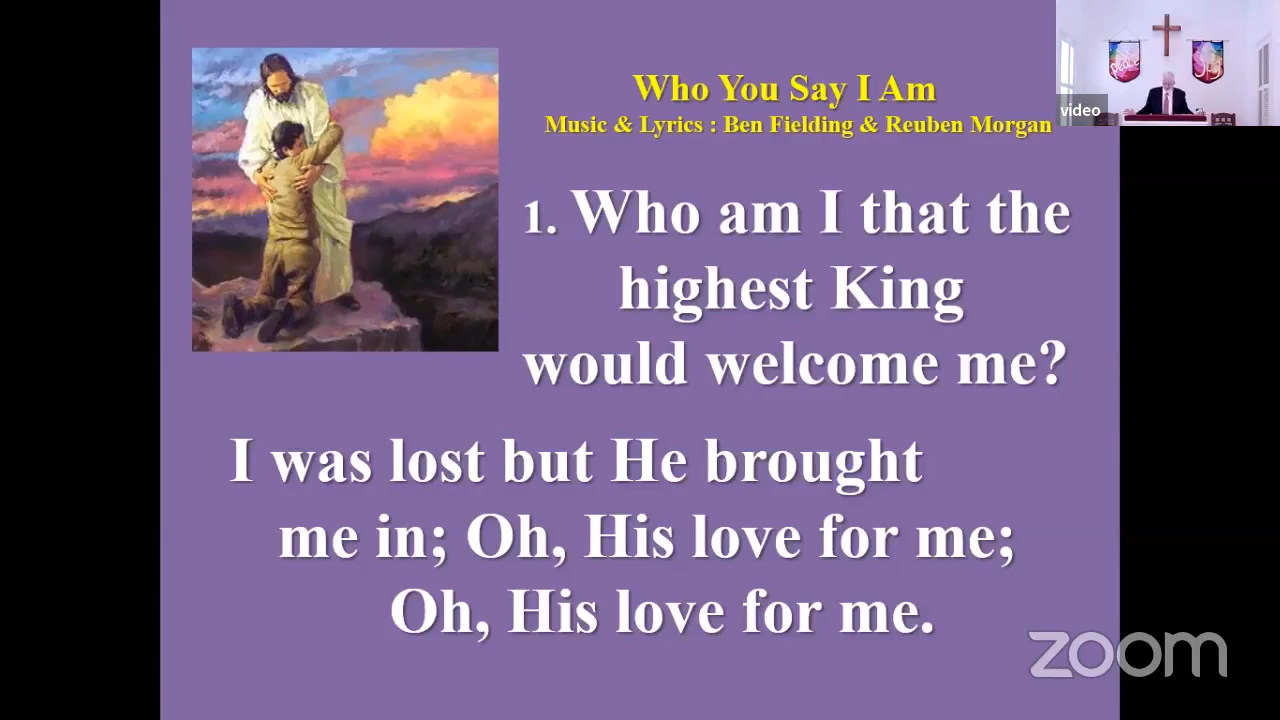 Who You Say I Am
Music & Lyrics : Ben Fielding & Reuben Morgan
1. Who am I that the
highest King
would welcome me?
I was lost but He brought
me in; Oh, His love for me;
Oh, His love for me.
video
zoom